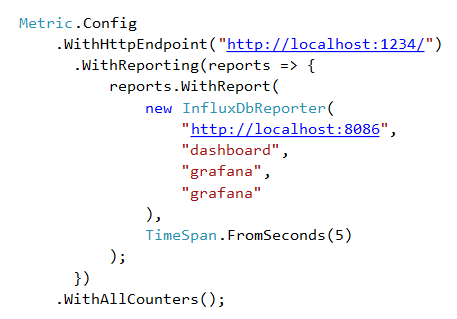 Metric.Config
.WithHttpEndpoint("http://localhost:1234/")
.WithReporting(reports => {
reports.WithReport(
new InfluxDbReporter(
"http://localhost:8086",
"dashboard",
"grafana",
"grafana"
),
TimeSpan.FromSeconds(5)
);
})
.WithAllCounters();